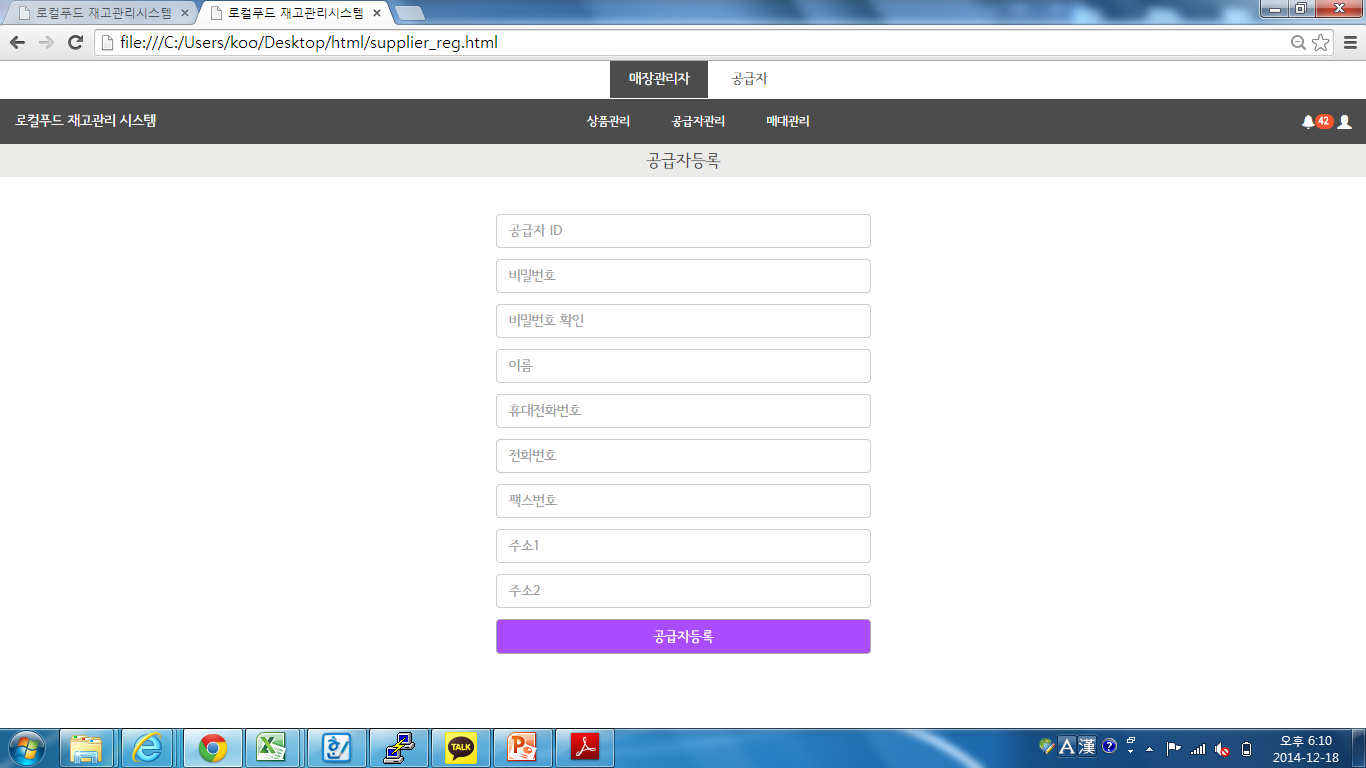 로컬푸드 재고관리시스템
로컬푸드 재고관리시스템
file:///C:/Users/koo/Desktop/html/supplier_reg.html
매장관리자 공급자
로컬푸드 재고관리 시스템 상품관리 공급자관리 매대관리 42
공급자등록
공급자 ID
비밀번호
비밀번호 확인
이름
휴대전화번호
전화번호
팩스번호
주소1
주소2
공급자등록
TALK
A 漢
오후 6:10
2014-12-18